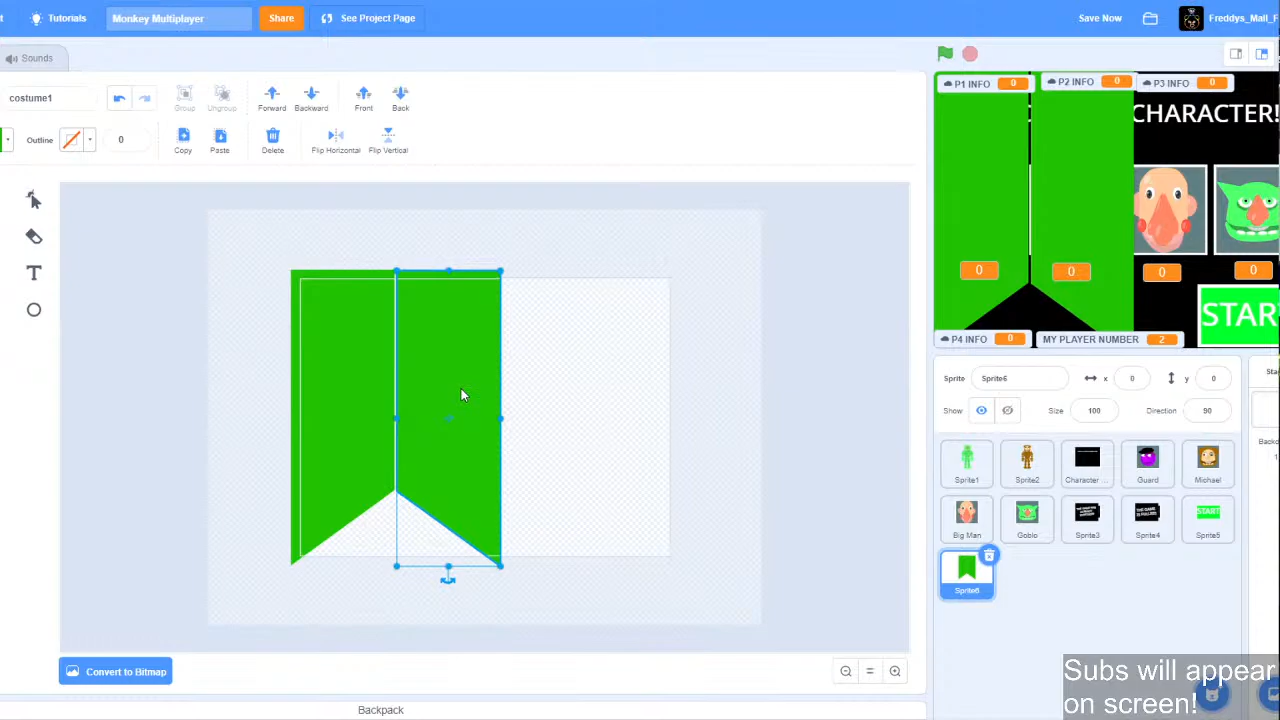 t Tutorials Monkey Multiplayer Share See Project Page Save Now Freddys_Mall_F
Sounds
costume1 Group Ungroup Forward Backward Front Back
Outline 0 Copy Paste Delete Flip Horizontal Flip Vertical
Convert to Bitmap
Backpack
P1 INFO 0 P2 INFO 0 P3 INFO 0
CHARACTER!
0 0 0 0
START
P4 INFO 0 MY PLAYER NUMBER 2
Sprite Sprite6 x 0 y 0
Show Size 100 Direction 90
Sprite1 Sprite2 Character ... Guard Michael
Big Man Goblo Sprite3 Sprite4 START Sprite5
Sprite6
Sta
Backd
1
Subs will appear
on screen!